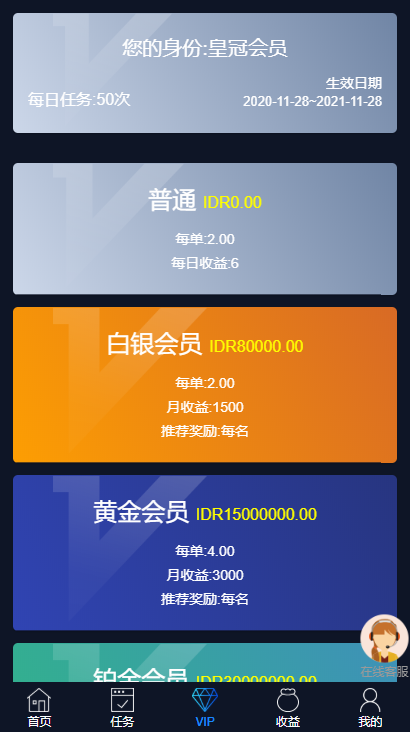 您的身份:皇冠会员
生效日期
每日任务:50次
2020-11-28~2021-11-28
普通 IDR0.00
每单:2.00
每日收益:6
白银会员 IDR80000.00
每单:2.00
月收益:1500
推荐奖励:每名
黄金会员 IDR15000000.00
每单:4.00
月收益:3000
推荐奖励:每名
铂金会员 IDR30000000.00
在线客服
首页
任务
VIP
收益
我的